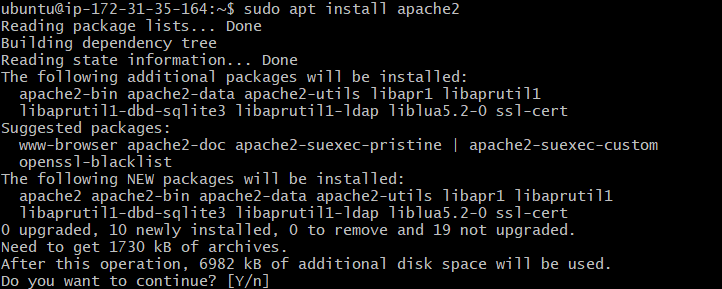 ubuntu@ip-172-31-35-164:~$ sudo apt install apache2
Reading package lists... Done
Building dependency tree
Reading state information... Done
The following additional packages will be installed:
  apache2-bin apache2-data apache2-utils libapr1 libaprutil1
  libaprutil1-dbd-sqlite3 libaprutil1-ldap liblua5.2-0 ssl-cert
Suggested packages:
  www-browser apache2-doc apache2-suexec-pristine | apache2-suexec-custom
  openssl-blacklist
The following NEW packages will be installed:
  apache2 apache2-bin apache2-data apache2-utils libapr1 libaprutil1
  libaprutil1-dbd-sqlite3 libaprutil1-ldap liblua5.2-0 ssl-cert
0 upgraded, 10 newly installed, 0 to remove and 19 not upgraded.
Need to get 1730 kB of archives.
After this operation, 6982 kB of additional disk space will be used.
Do you want to continue? [Y/n]